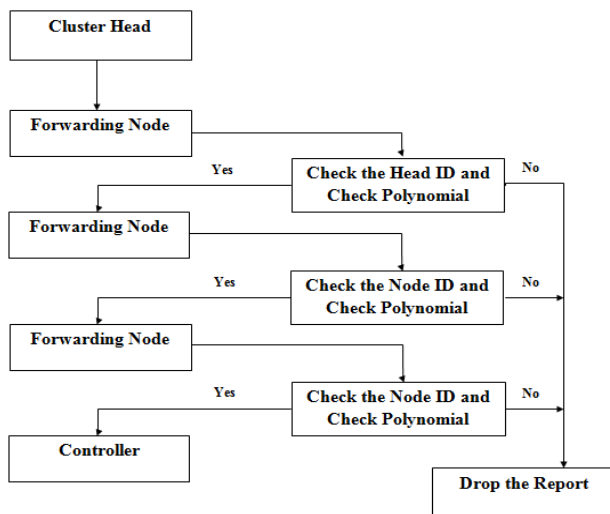 Cluster Head
Forwarding Node
Yes
Check the Head ID and
Check Polynomial
No
Forwarding Node
Yes
Check the Node ID and
Check Polynomial
No
Forwarding Node
Yes
Check the Node ID and
Check Polynomial
No
Controller
Drop the Report